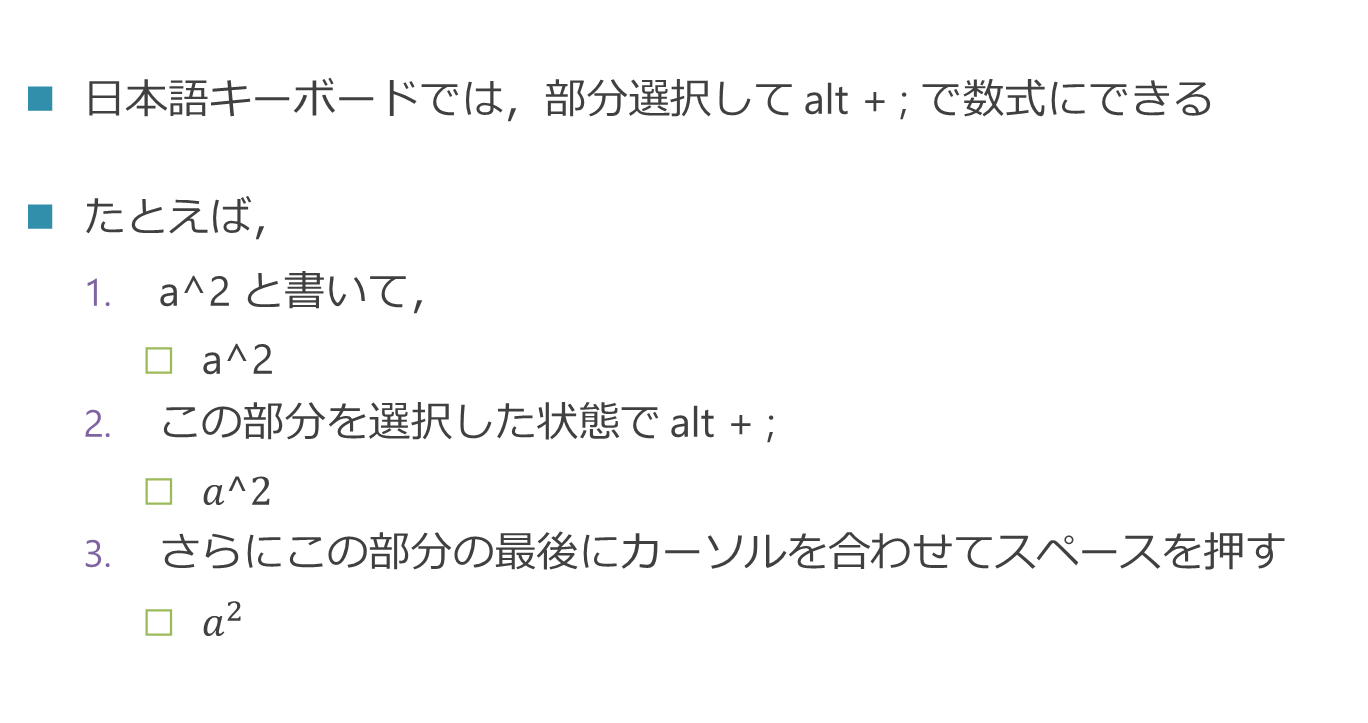 ■ 日本語キーボードでは，部分選択して alt + ; で数式にできる
■ たとえば，
1. a^2 と書いて，
□ a^2
2. この部分を選択した状態で alt + ;
□ 𝑎^2
3. さらにこの部分の最後にカーソルを合わせてスペースを押す
□ 𝑎²